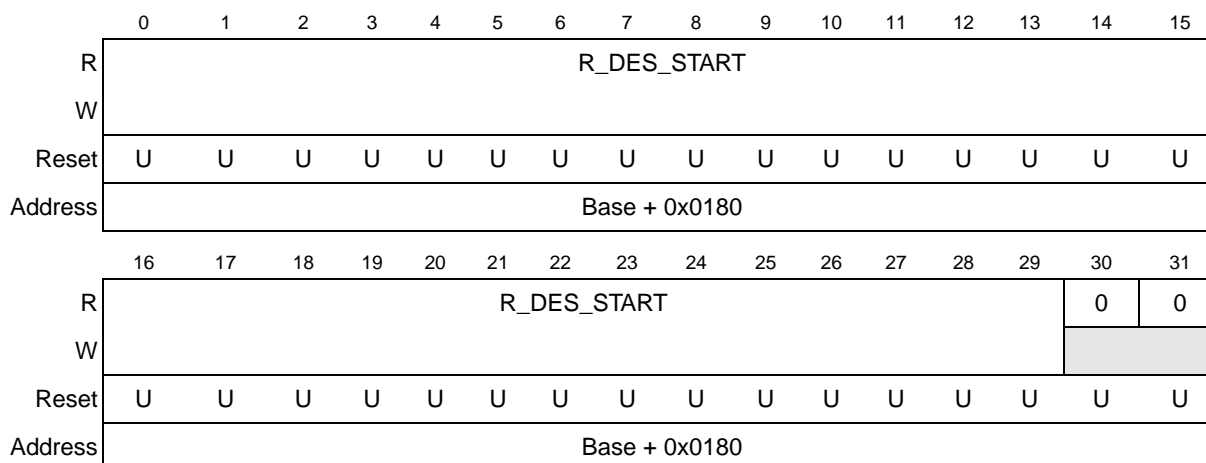 0 1 2 3 4 5 6 7 8 9 10 11 12 13 14 15
R R_DES_START
W
Reset U U U U U U U U U U U U U U U U
Address Base + 0x0180
16 17 18 19 20 21 22 23 24 25 26 27 28 29 30 31
R R_DES_START 0 0
W
Reset U U U U U U U U U U U U U U U U
Address Base + 0x0180